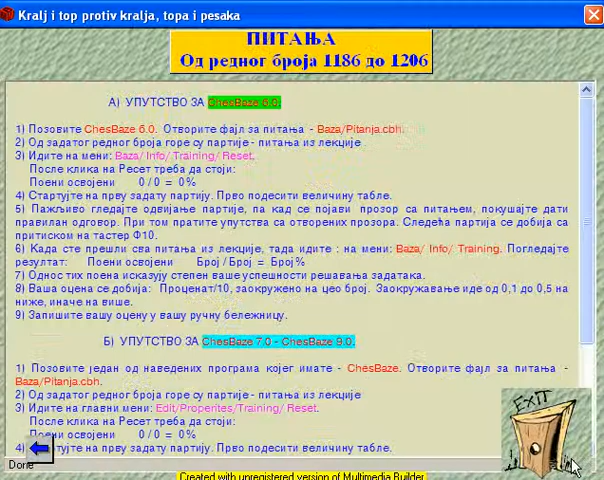 Kralj i top protiv kralja, topa i pesaka
ПИТАЊА
Од редног броја 1186 до 1206
А) УПУТСТВО ЗА ChesBaze 6.0.
1) Позовите ChesBaze 6.0. Отворите фајл за питања - Baza/Pitanja.cbh.
2) Од задатог редног броја горе су партије - питања из лекције .
3) Идите на мени: Baza/ Info/ Training/ Reset.
После клика на Ресет треба да стоји:
Поени освојени 0 / 0 = 0%
4) Стартујте на прву задату партију. Прво подесити величину табле.
5) Пажљиво гледајте одвијање партије, па кад се појави прозор са питањем, покушајте дати
правилан одговор. При том пратите упутства са отворених прозора. Следећа партија се добија са
притиском на тастер Ф10.
6) Када сте прешли сва питања из лекције, тада идите : на мени: Baza/ Info/ Training. Погледајте
резултат: Поени освојени Број / Број = Број%
7) Однос тих поена исказују степен ваше успешности решавања задатака.
8) Ваша оцена се добија: Проценат/10, заокружено на цео број. Заокруживање иде од 0,1 до 0,5 на
ниже, иначе на више.
9) Запишите вашу оцену у вашу ручну бележницу.
Б) УПУТСТВО ЗА ChesBaze 7.0 - ChesBaze 9.0.
1) Позовите један од наведених програма којег имате - ChesBaze. Отворите фајл за питања -
Baza/Pitanja.cbh.
2) Од задатог редног броја горе су партије - питања из лекције
3) Идите на главни мени: Edit/Properites/Training/ Reset.
После клика на Ресет треба да стоји:
Поени освојени 0 / 0 = 0%
4) Стартујте на прву задату партију. Прво подесити величину табле.
EXIT
Done
Created with unregistered version of Multimedia Builder